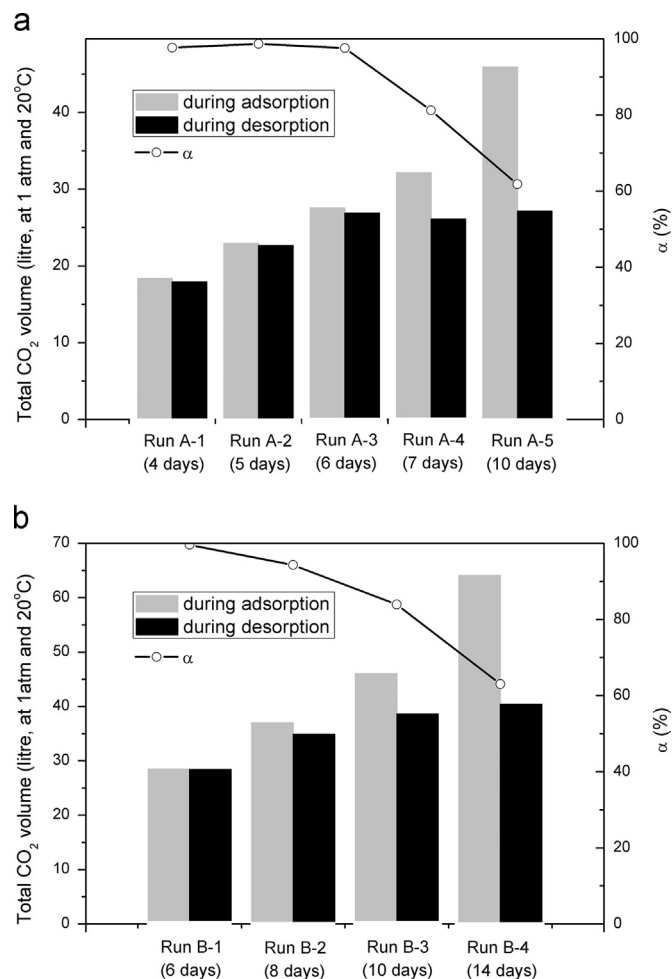 a
Total CO₂ volume (litre, at 1 atm and 20°C)
40
30
20
10
0
during adsorption
during desorption
α
100
80
60
40
20
0
α (%)
Run A-1 Run A-2 Run A-3 Run A-4 Run A-5
(4 days) (5 days) (6 days) (7 days) (10 days)
b
Total CO₂ volume (litre, at 1atm and 20°C)
70
60
50
40
30
20
10
0
during adsorption
during desorption
α
100
80
60
40
20
0
α (%)
Run B-1 Run B-2 Run B-3 Run B-4
(6 days) (8 days) (10 days) (14 days)